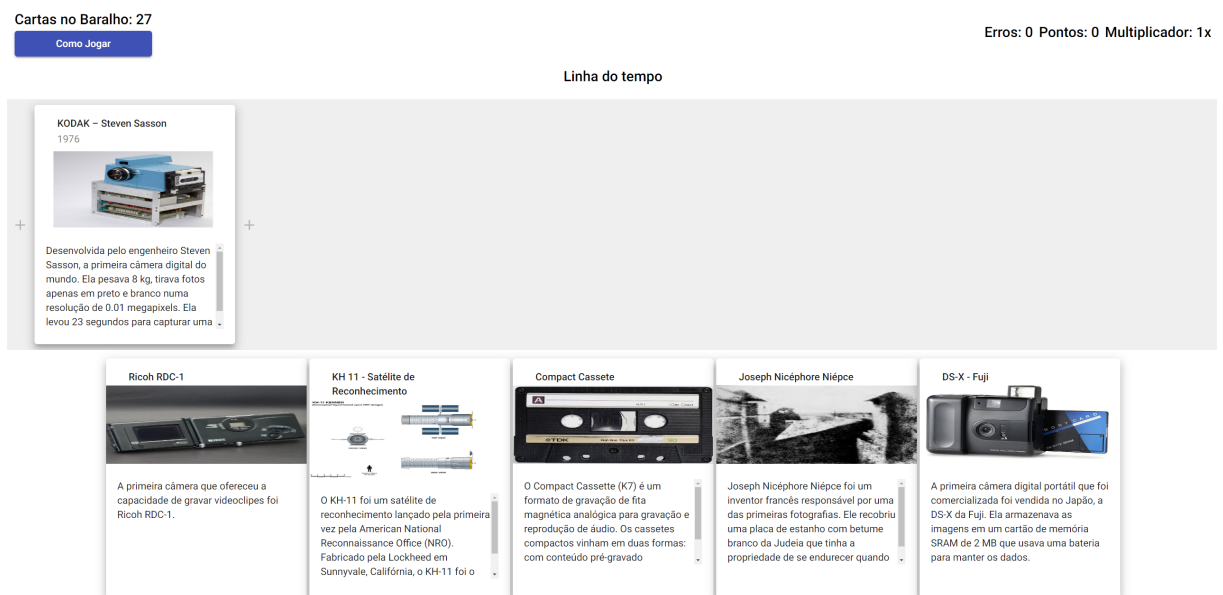 Cartas no Baralho: 27
Como Jogar
Erros: 0 Pontos: 0 Multiplicador: 1x
Linha do tempo
KODAK – Steven Sasson
1976
Desenvolvida pelo engenheiro Steven
Sasson, a primeira câmera digital do
mundo. Ela pesava 8 kg, tirava fotos
apenas em preto e branco numa
resolução de 0.01 megapixels. Ela
levou 23 segundos para capturar uma
Ricoh RDC-1
A primeira câmera que ofereceu a
capacidade de gravar videoclipes foi
Ricoh RDC-1.
KH 11 - Satélite de
Reconhecimento
O KH-11 foi um satélite de
reconhecimento lançado pela primeira
vez pela American National
Reconnaissance Office (NRO).
Fabricado pela Lockheed em
Sunnyvale, Califórnia, o KH-11 foi o
Compact Cassete
A
TDK
O Compact Cassette (K7) é um
formato de gravação de fita
magnética analógica para gravação e
reprodução de áudio. Os cassetes
compactos vinham em duas formas:
com conteúdo pré-gravado
Joseph Nicéphore Niépce
Joseph Nicéphore Niépce foi um
inventor francês responsável por uma
das primeiras fotografias. Ele recobriu
uma placa de estanho com betume
branco da Judeia que tinha a
propriedade de se endurecer quando
DS-X - Fuji
A primeira câmera digital portátil que foi
comercializada foi vendida no Japão, a
DS-X da Fuji. Ela armazenava as
imagens em um cartão de memória
SRAM de 2 MB que usava uma bateria
para manter os dados.